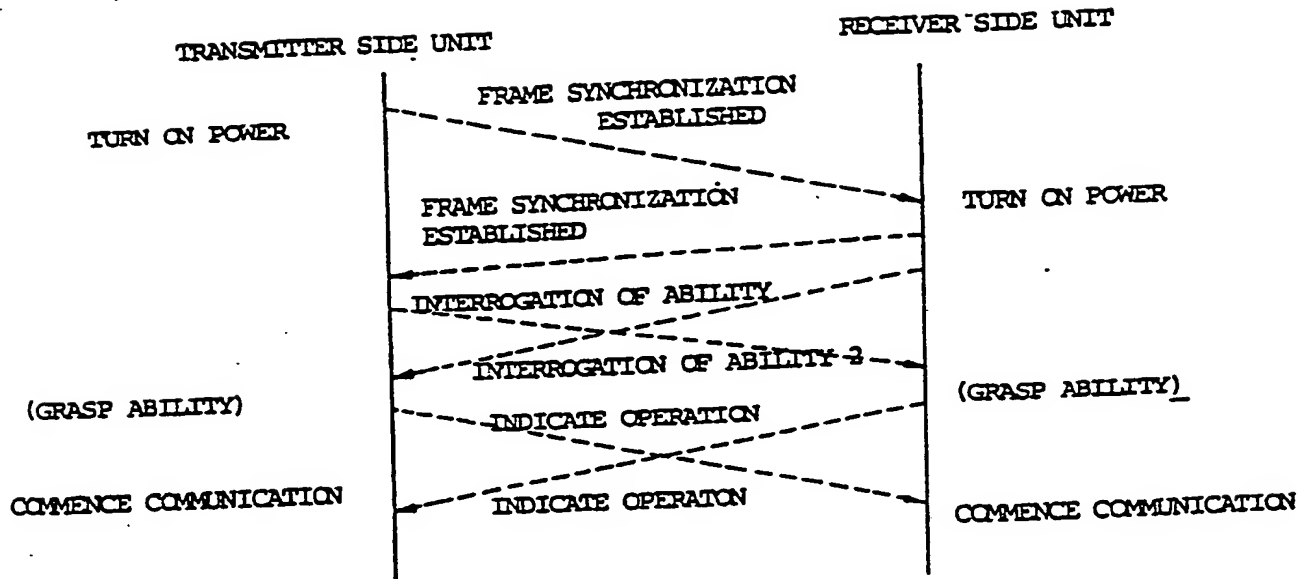 TRANSMITTER SIDE UNIT
RECEIVER SIDE UNIT
FRAME SYNCHRONIZATION
ESTABLISHED
TURN ON POWER
TURN ON POWER
FRAME SYNCHRONIZATION
ESTABLISHED
INTERROGATION OF ABILITY
INTERROGATION OF ABILITY 2
(GRASP ABILITY)
(GRASP ABILITY)
INDICATE OPERATION
COMMENCE COMMUNICATION
INDICATE OPERATON
COMMENCE COMMUNICATION